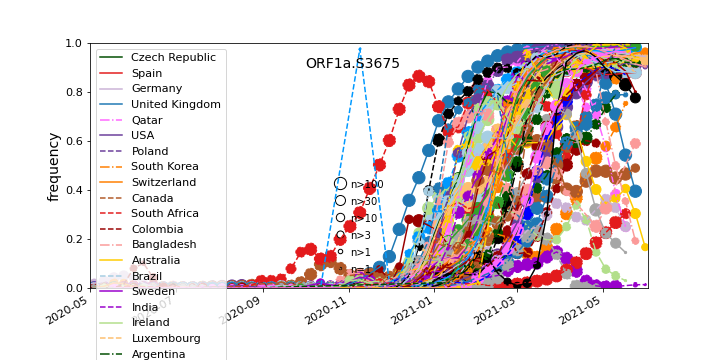 ORF1a.S3675
frequency
1.0
0.8
0.6
0.4
0.2
0.0
Czech Republic
Spain
Germany
United Kingdom
Qatar
USA
Poland
South Korea
Switzerland
Canada
South Africa
Colombia
Bangladesh
Australia
Brazil
Sweden
India
Ireland
Luxembourg
Argentina
n>100
n>30
n>10
n>3
n>1
n=1
2020-05
2020-07
2020-09
2020-11
2021-01
2021-03
2021-05